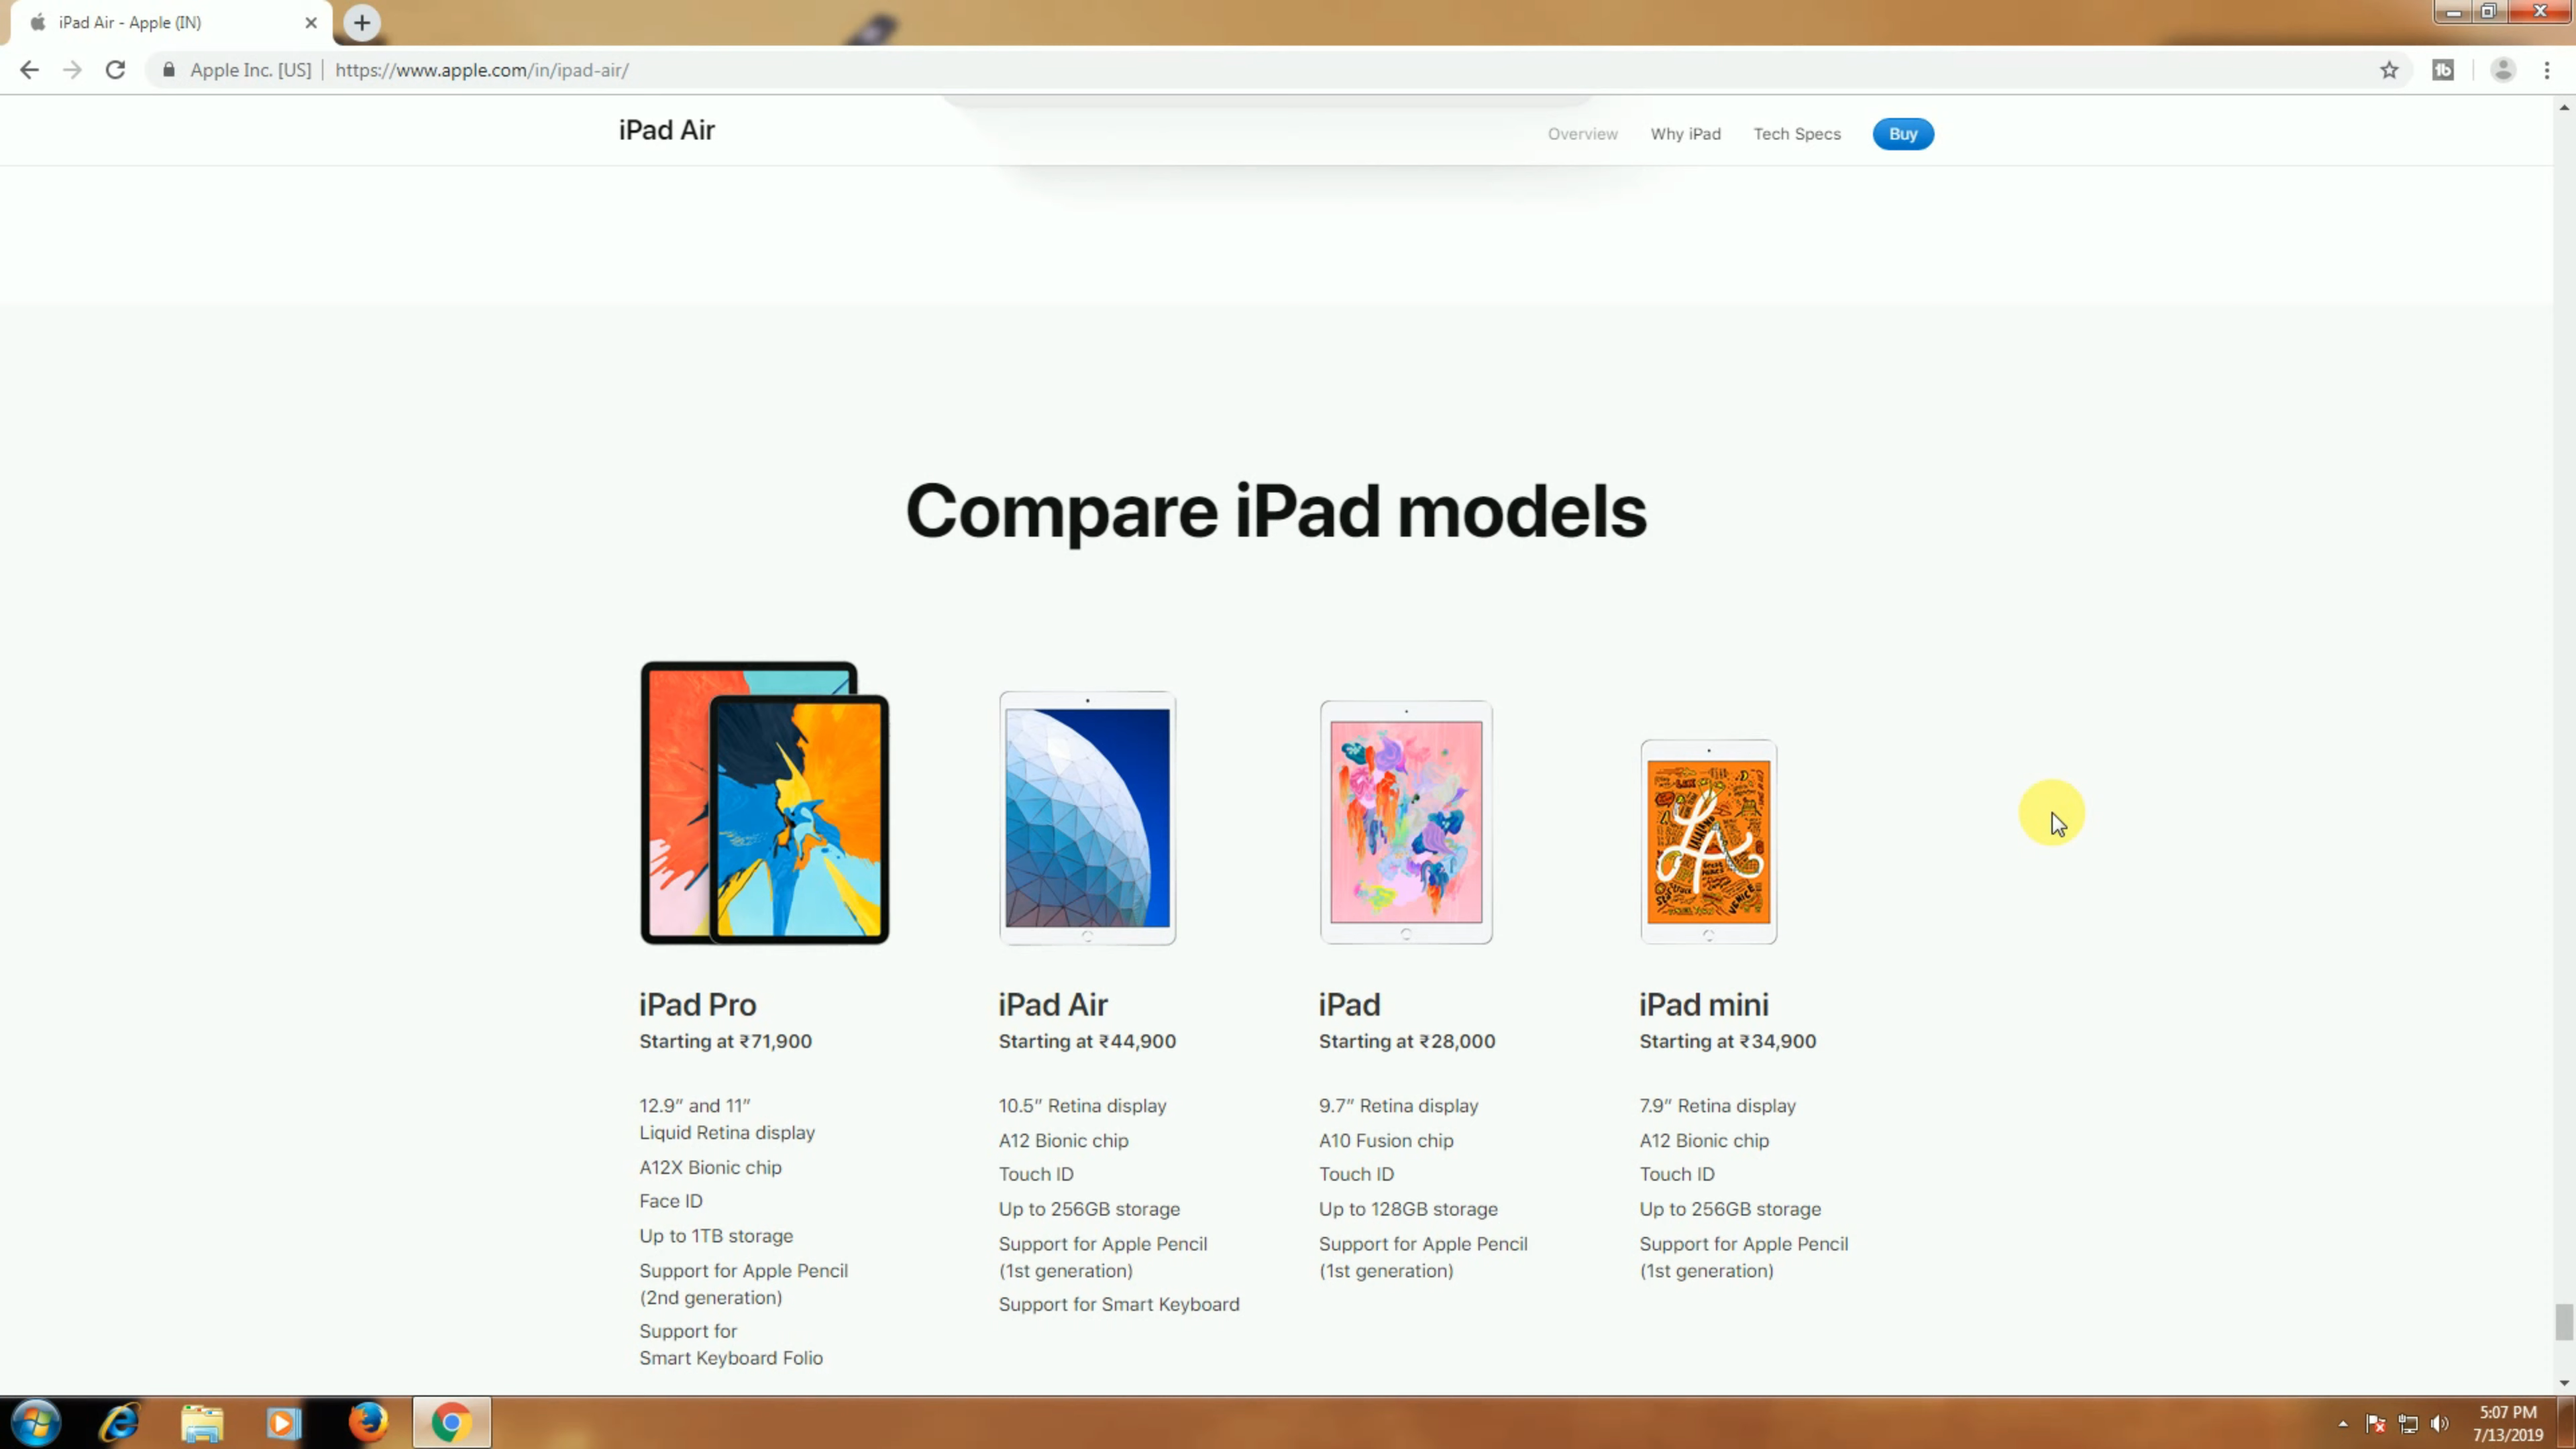 iPad Air - Apple (IN)
Apple Inc. [US] | https://www.apple.com/in/ipad-air/
iPad Air
Overview Why iPad Tech Specs Buy
Compare iPad models
iPad Pro
Starting at ₹71,900
12.9″ and 11″
Liquid Retina display
A12X Bionic chip
Face ID
Up to 1TB storage
Support for Apple Pencil
(2nd generation)
Support for
Smart Keyboard Folio
iPad Air
Starting at ₹44,900
10.5″ Retina display
A12 Bionic chip
Touch ID
Up to 256GB storage
Support for Apple Pencil
(1st generation)
Support for Smart Keyboard
iPad
Starting at ₹28,000
9.7″ Retina display
A10 Fusion chip
Touch ID
Up to 128GB storage
Support for Apple Pencil
(1st generation)
LA
VENICE
iPad mini
Starting at ₹34,900
7.9″ Retina display
A12 Bionic chip
Touch ID
Up to 256GB storage
Support for Apple Pencil
(1st generation)
5:07 PM
7/13/2019